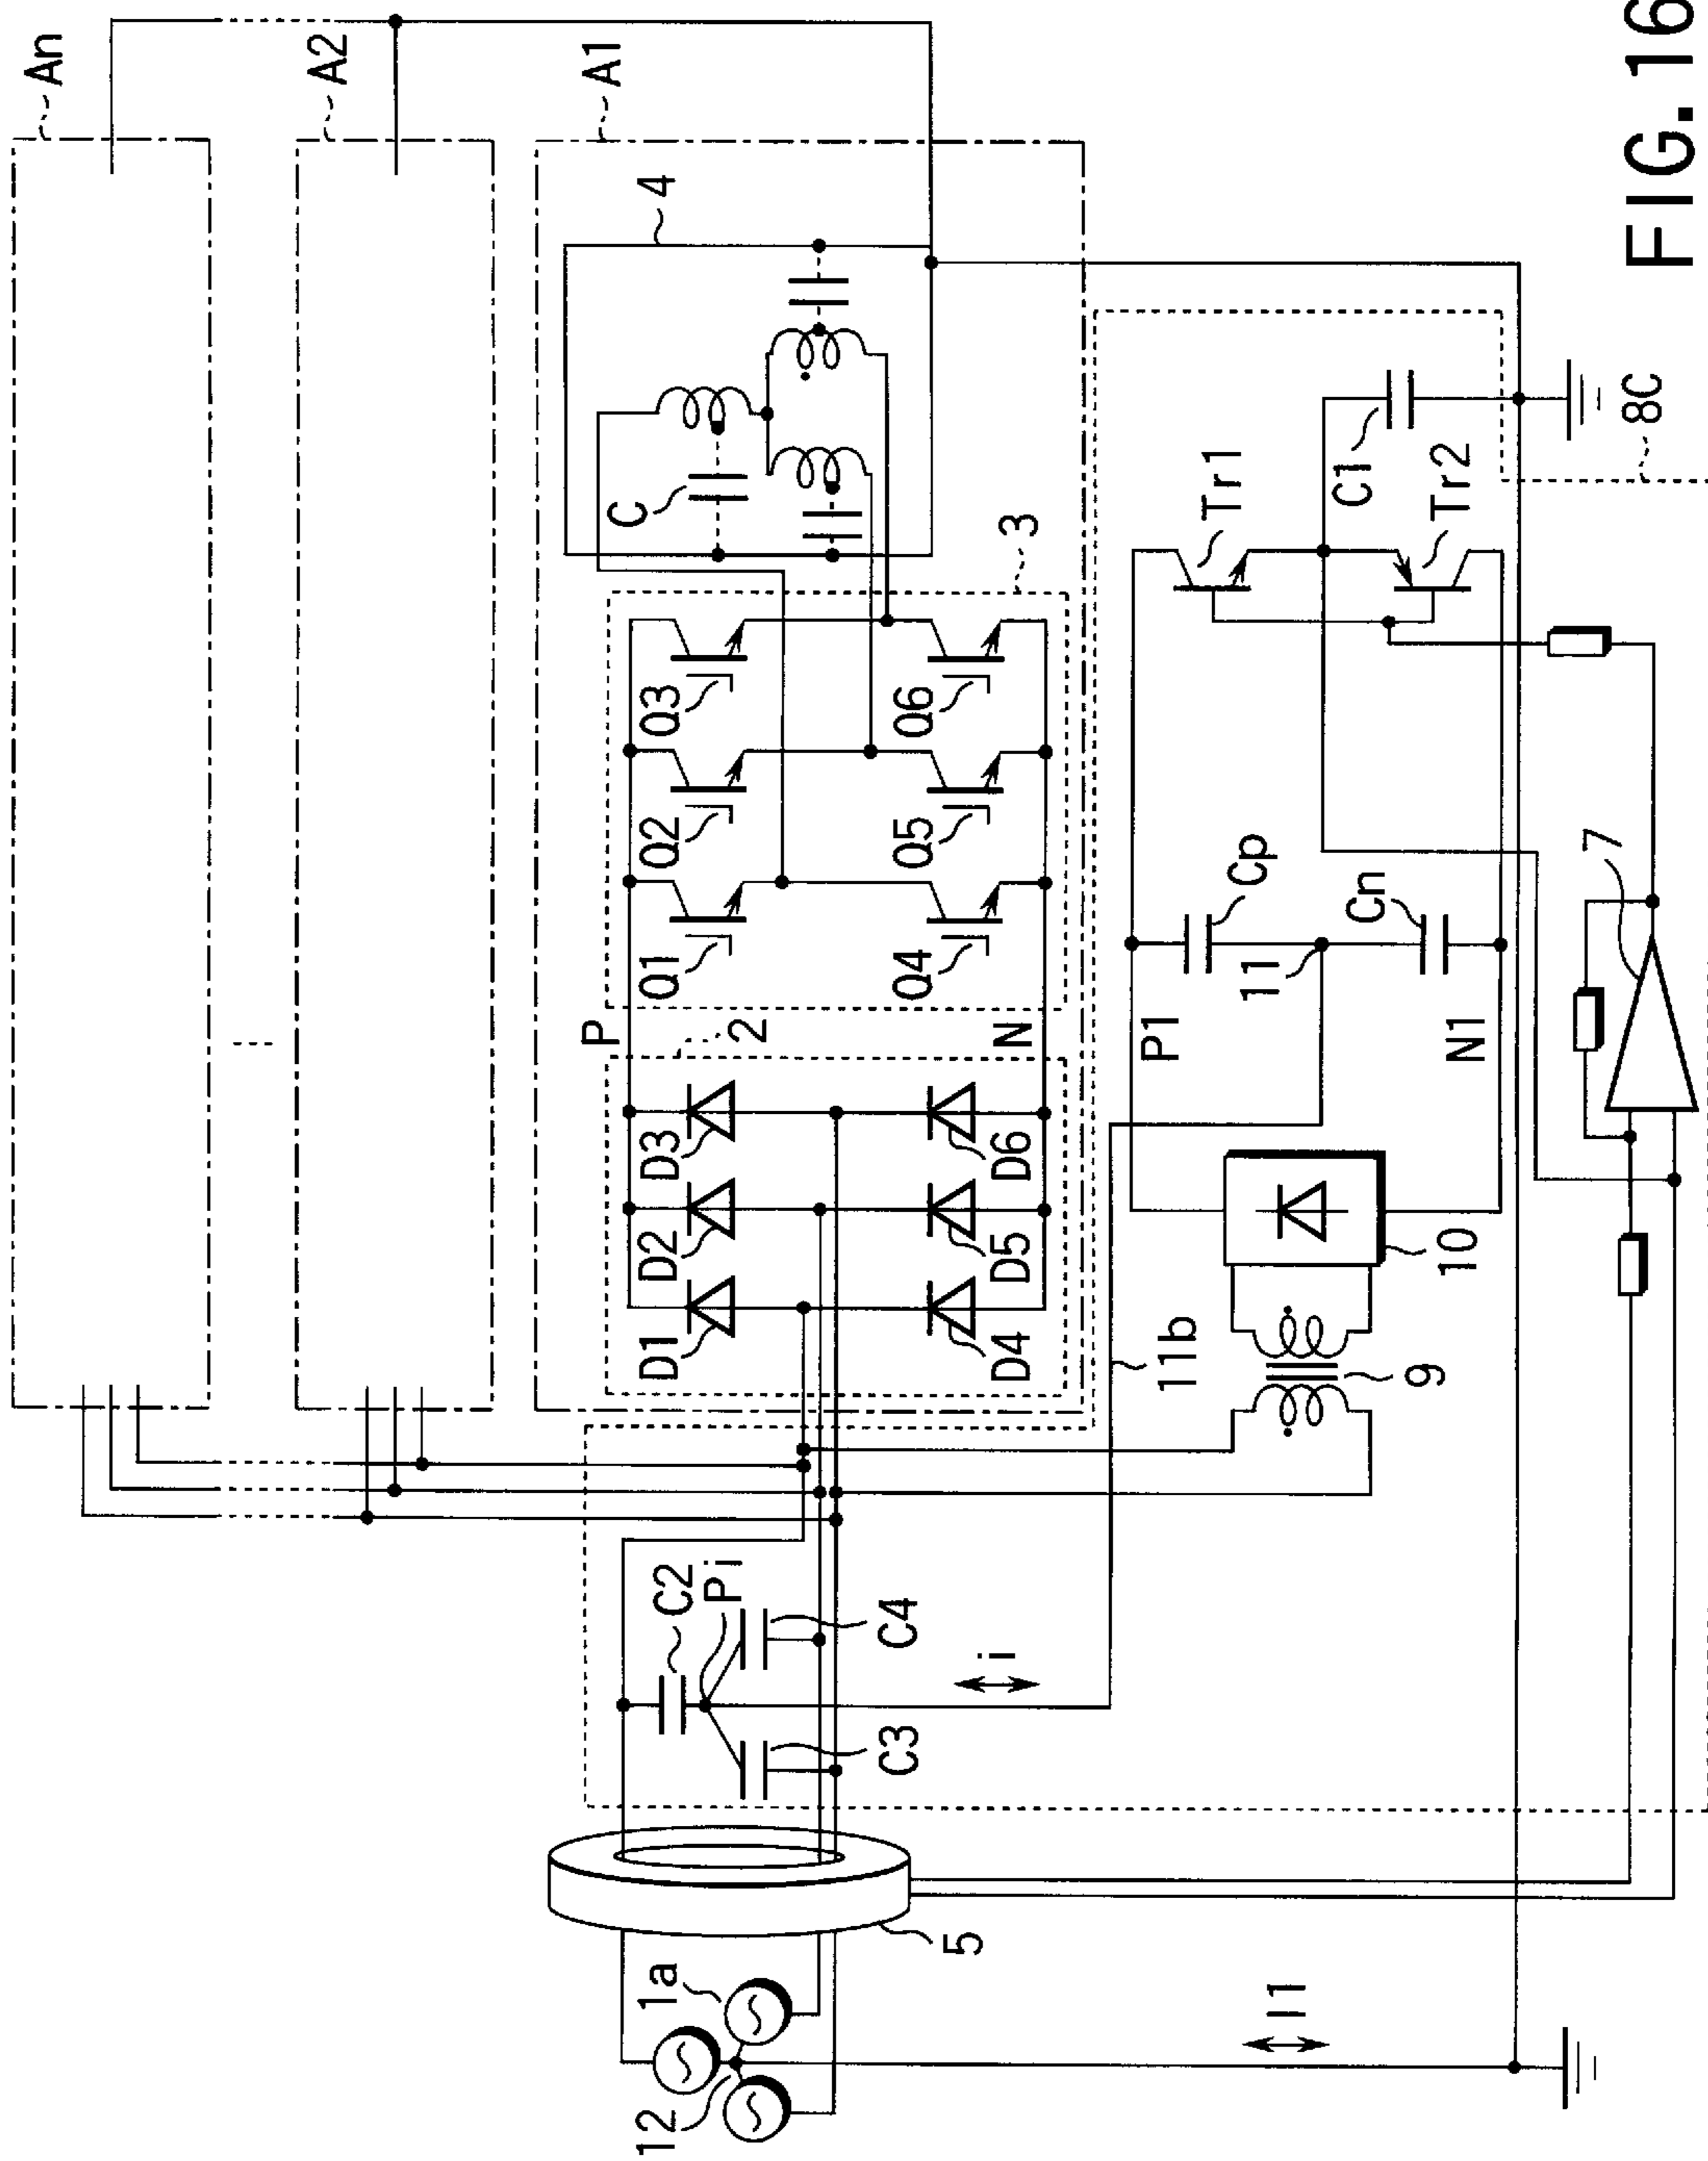 An
A2
A1
4
C
3
P
Q1
Q2
Q3
Q4
Q5
Q6
N
2
D1
D2
D3
D4
D5
D6
Tr1
Tr2
C1
8C
Cp
Cn
11
P1
N1
7
10
9
11b
C2
Pi
C4
C3
i
5
1a
12
I1
FIG.16